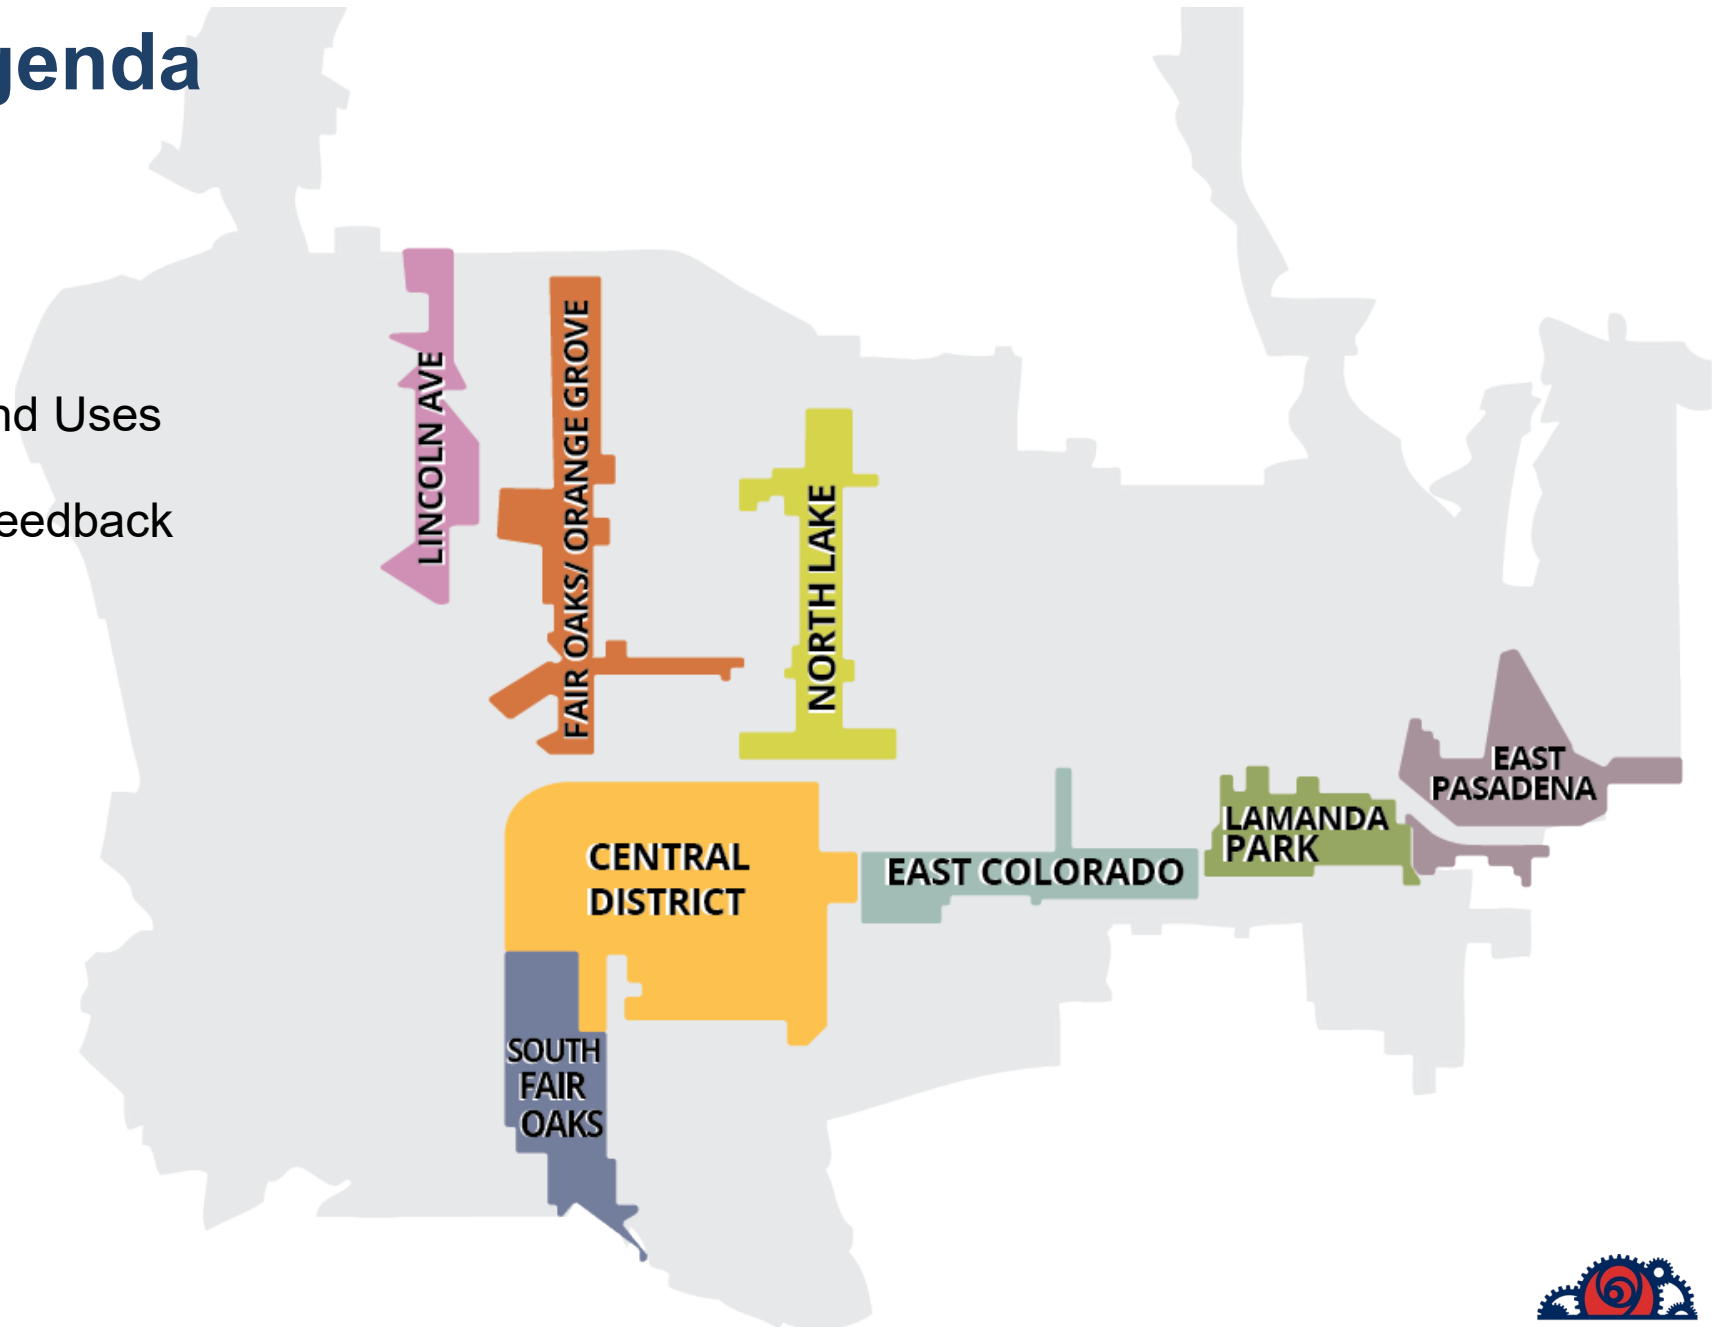 genda
nd Uses
eedback
LINCOLN AVE
FAIR OAKS/ ORANGE GROVE
NORTH LAKE
EAST
PASADENA
LAMANDA
PARK
EAST COLORADO
CENTRAL
DISTRICT
SOUTH
FAIR
OAKS